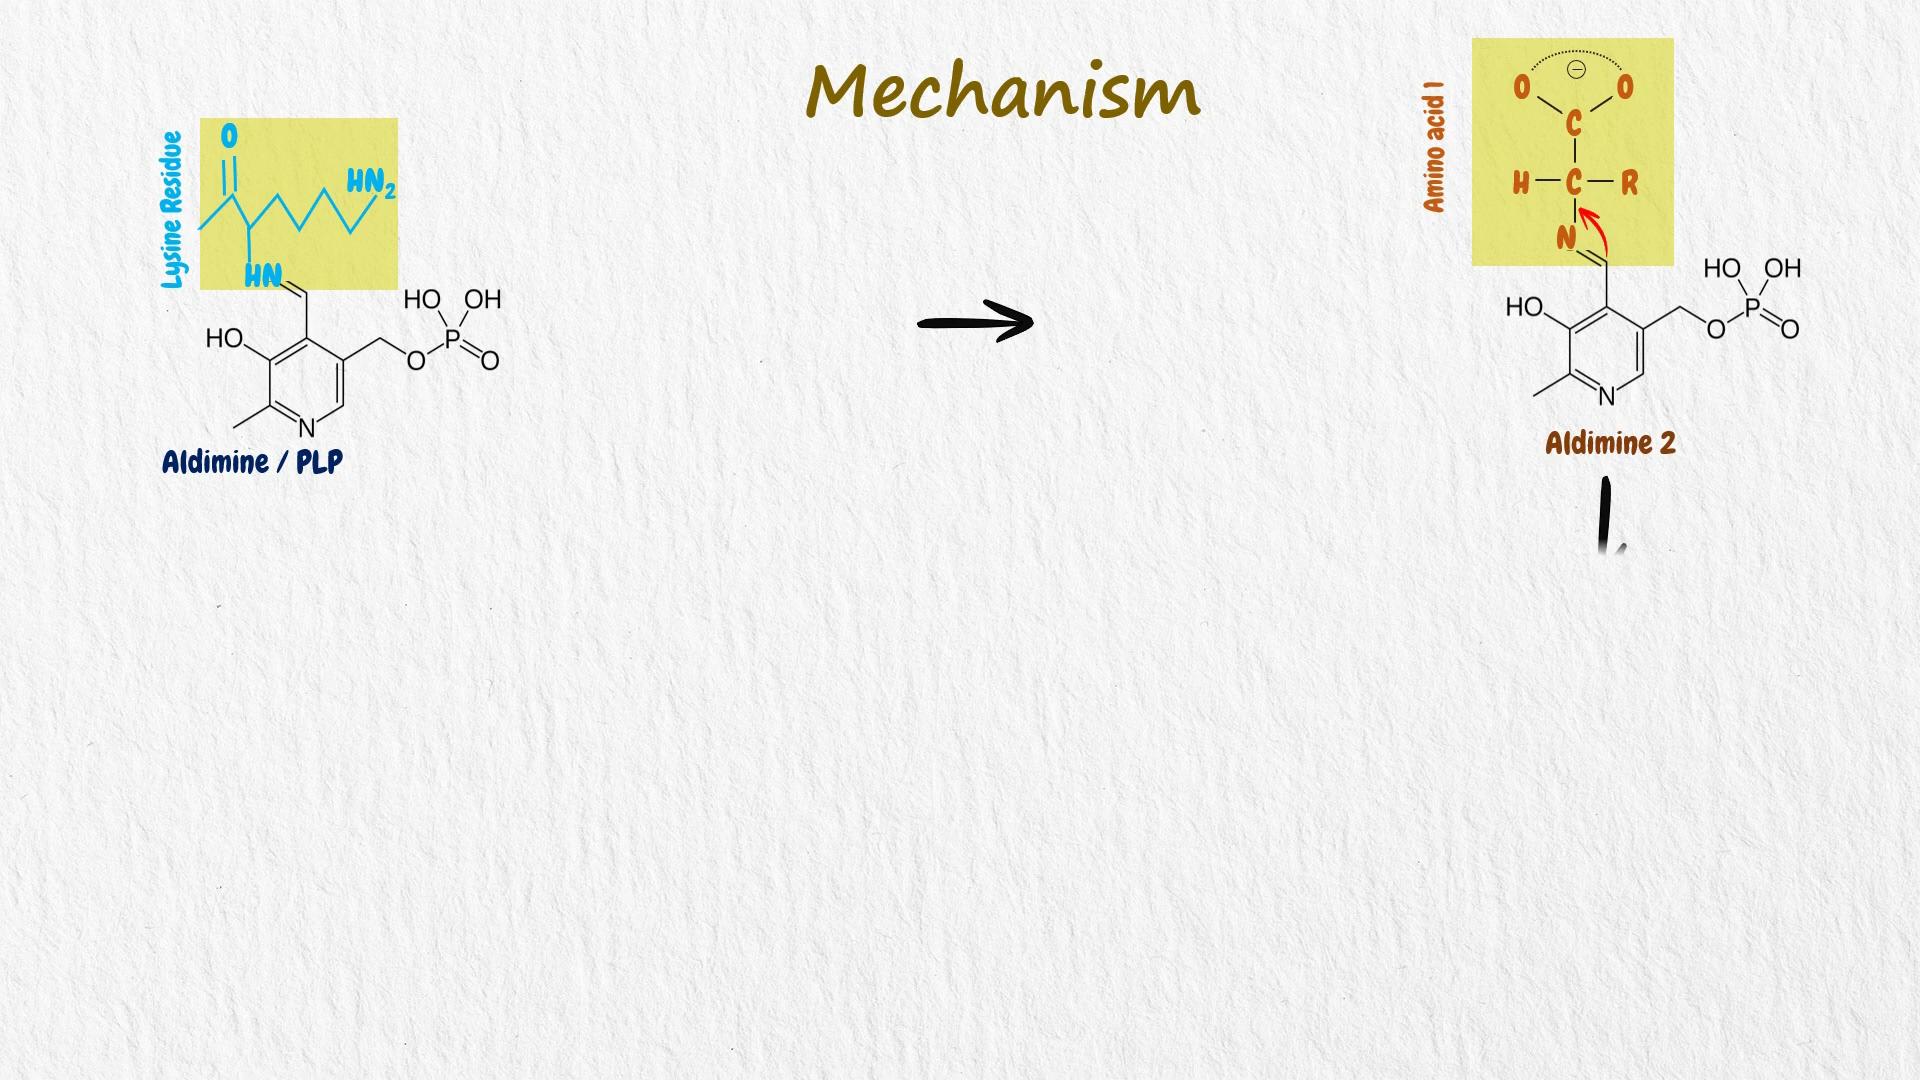 Mechanism
Lysine Residue
O
HN2
HN
HO
OH
HO
P
O
O
N
Aldimine / PLP
Amino acid 1
O
O
C
H
C
R
N
HO
OH
HO
P
O
O
N
Aldimine 2